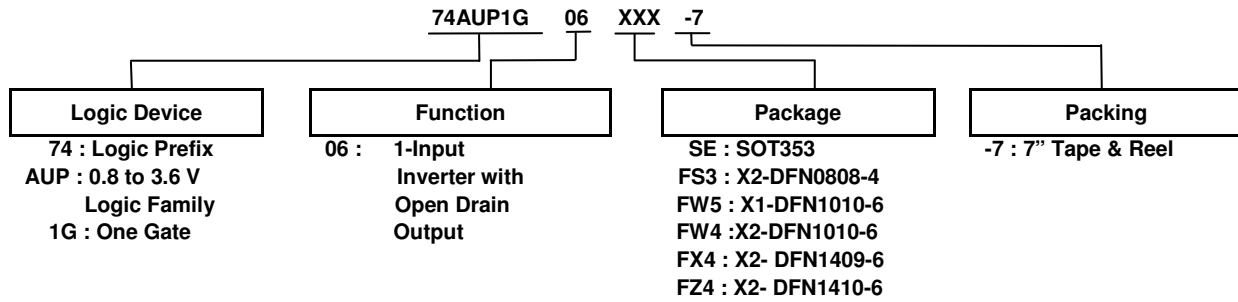 74AUP1G 06 XXX -7
Logic Device
74 : Logic Prefix
AUP : 0.8 to 3.6 V
Logic Family
1G : One Gate
Function
06 : 1-Input
Inverter with
Open Drain
Output
Package
SE : SOT353
FS3 : X2-DFN0808-4
FW5 : X1-DFN1010-6
FW4 :X2-DFN1010-6
FX4 : X2- DFN1409-6
FZ4 : X2- DFN1410-6
Packing
-7 : 7” Tape & Reel